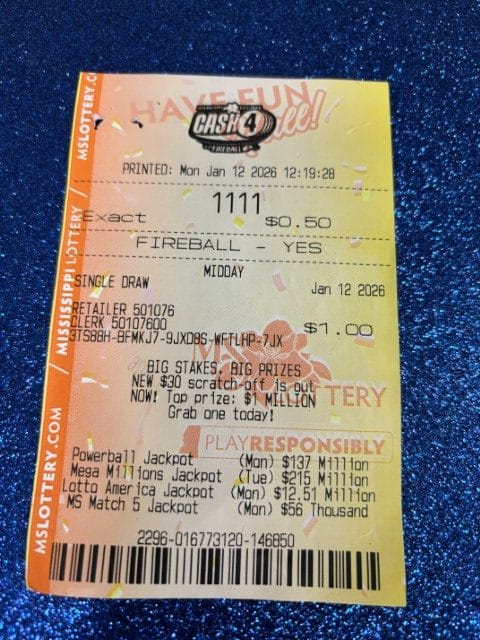 HAVE FUN
Y'all!
CASH 4
FIREBALL
PRINTED: Mon Jan 12 2026 12:19:28
1111
Exact $0.50
FIREBALL - YES
MIDDAY
SINGLE DRAW Jan 12 2026
RETAILER 501076
CLERK 50107600 $1.00
3TS88H-BFMKJ7-9JXD8S-WFTLHP-7JX
BIG STAKES, BIG PRIZES
NEW $30 scratch-off is out
NOW! Top prize: $1 MILLION
Grab one today!
PLAYRESPONSIBLY
Powerball Jackpot (Mon) $137 Million
Mega Millions Jackpot (Tue) $215 Million
Lotto America Jackpot (Mon) $12.51 Million
MS Match 5 Jackpot (Mon) $56 Thousand
2296-016773120-146850
MSLOTTERY.COM / MISSISSIPPI LOTTERY / MSLOTTERY.C